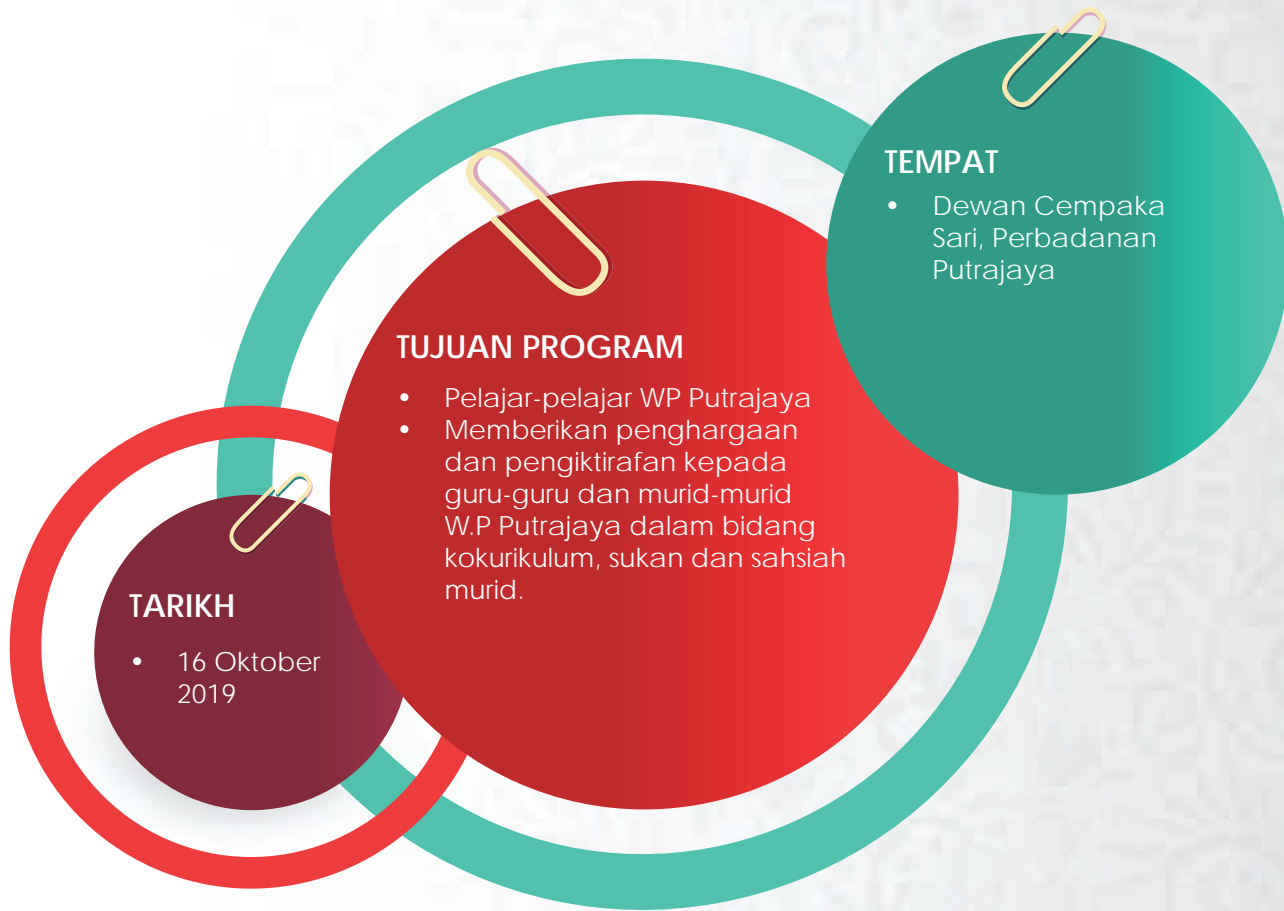 TEMPAT
• Dewan Cempaka
Sari, Perbadanan
Putrajaya
TUJUAN PROGRAM
• Pelajar-pelajar WP Putrajaya
• Memberikan penghargaan
dan pengiktirafan kepada
guru-guru dan murid-murid
W.P Putrajaya dalam bidang
kokurikulum, sukan dan sahsiah
murid.
TARIKH
• 16 Oktober
2019